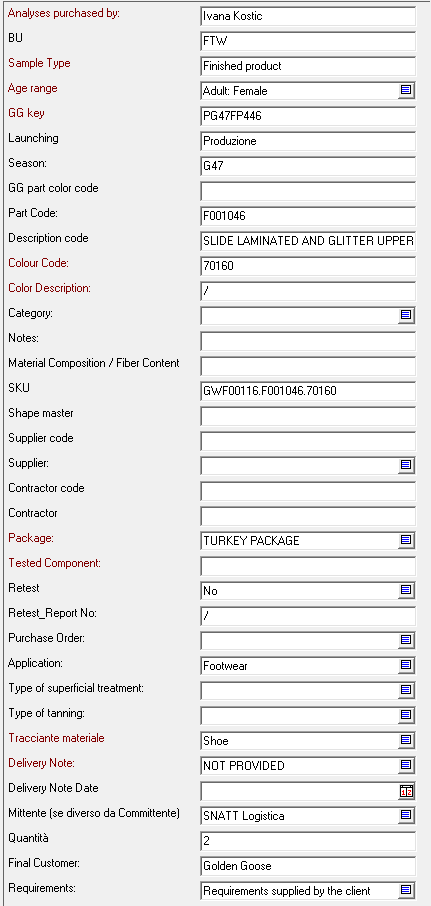 Analyses purchased by: Ivana Kostic
BU FTW
Sample Type Finished product
Age range Adult: Female
GG key PG47FP446
Launching Produzione
Season: G47
GG part color code
Part Code: F001046
Description code SLIDE LAMINATED AND GLITTER UPPER
Colour Code: 70160
Color Description: /
Category:
Notes:
Material Composition / Fiber Content
SKU GWF00116.F001046.70160
Shape master
Supplier code
Supplier:
Contractor code
Contractor
Package: TURKEY PACKAGE
Tested Component:
Retest No
Retest_Report No: /
Purchase Order:
Application: Footwear
Type of superficial treatment:
Type of tanning:
Tracciante materiale Shoe
Delivery Note: NOT PROVIDED
Delivery Note Date
Mittente (se diverso da Committente) SNATT Logistica
Quantità 2
Final Customer: Golden Goose
Requirements: Requirements supplied by the client